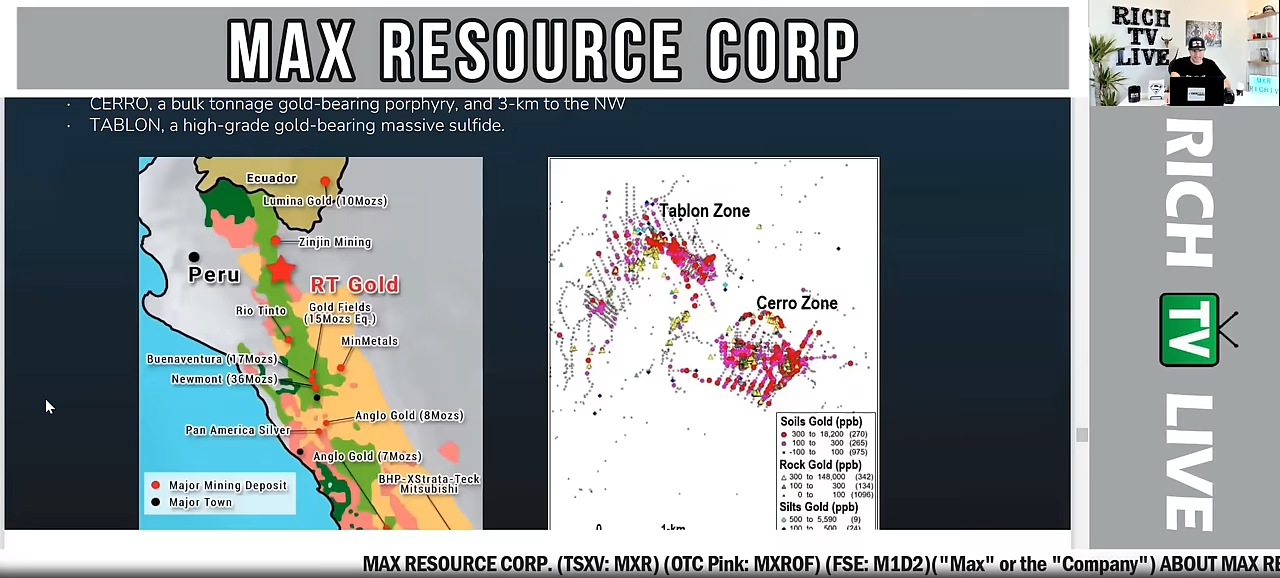 MAX RESOURCE CORP
RICH
TV
LIVE
· CERRO, a bulk tonnage gold-bearing porphyry, and 3-km to the NW
· TABLON, a high-grade gold-bearing massive sulfide.
Ecuador
Lumina Gold (10Mozs)
Zinjin Mining
Peru
RT Gold
Rio Tinto
Gold Fields
(15Mozs Eq.)
MinMetals
Buenaventura (17Mozs)
Newmont (36Mozs)
Anglo Gold (8Mozs)
Pan America Silver
Anglo Gold (7Mozs)
BHP-XStrata-Teck
Mitsubishi
Major Mining Deposit
Major Town
Tablon Zone
Cerro Zone
Soils Gold (ppb)
300 to 18,200 (270)
100 to 300 (265)
-100 to 100 (975)
Rock Gold (ppb)
300 to 148,000 (342)
100 to 300 (134)
0 to 100 (1096)
Silts Gold (ppb)
500 to 5,590 (9)
100 to 500 (24)
0 1-km
RICH
TV
LIVE
MAX RESOURCE CORP. (TSXV: MXR) (OTC Pink: MXROF) (FSE: M1D2)("Max" or the "Company") ABOUT MAX RE